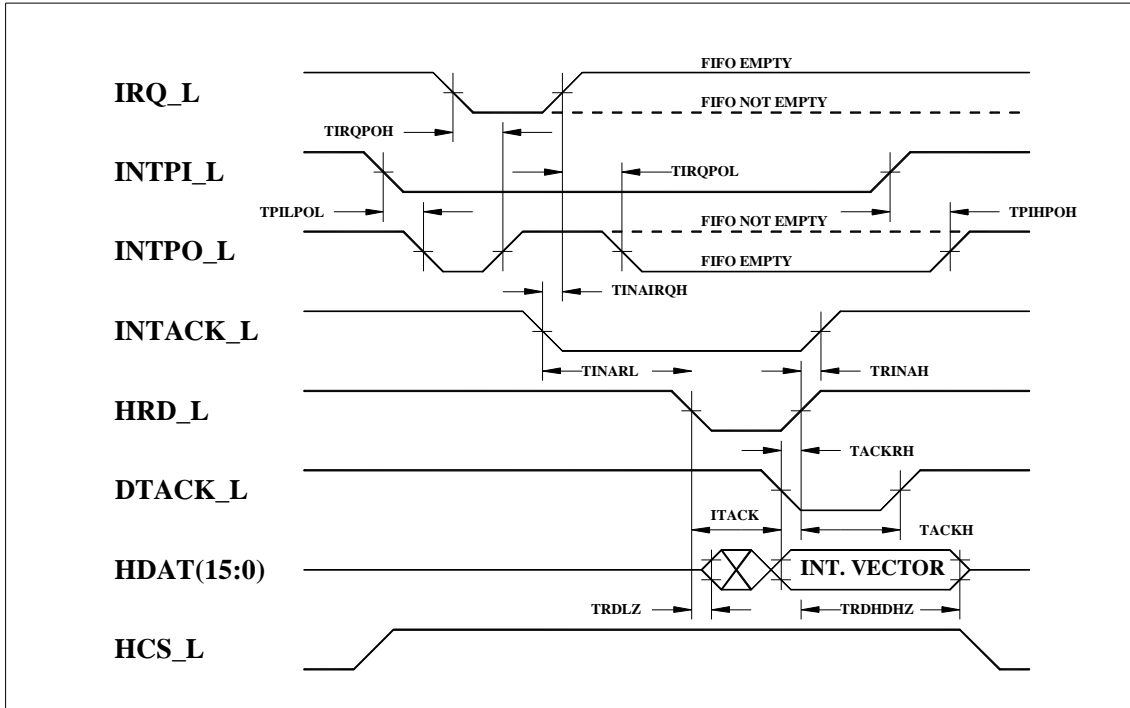 FIFO EMPTY
IRQ_L
FIFO NOT EMPTY
TIRQPOH
INTPI_L
TIRQPOL
TPILPOL
FIFO NOT EMPTY
TPIHPOH
INTPO_L
FIFO EMPTY
TINAIRQH
INTACK_L
TINARL
TRINAH
HRD_L
TACKRH
DTACK_L
ITACK
TACKH
HDAT(15:0)
INT. VECTOR
TRDLZ
TRDHDHZ
HCS_L